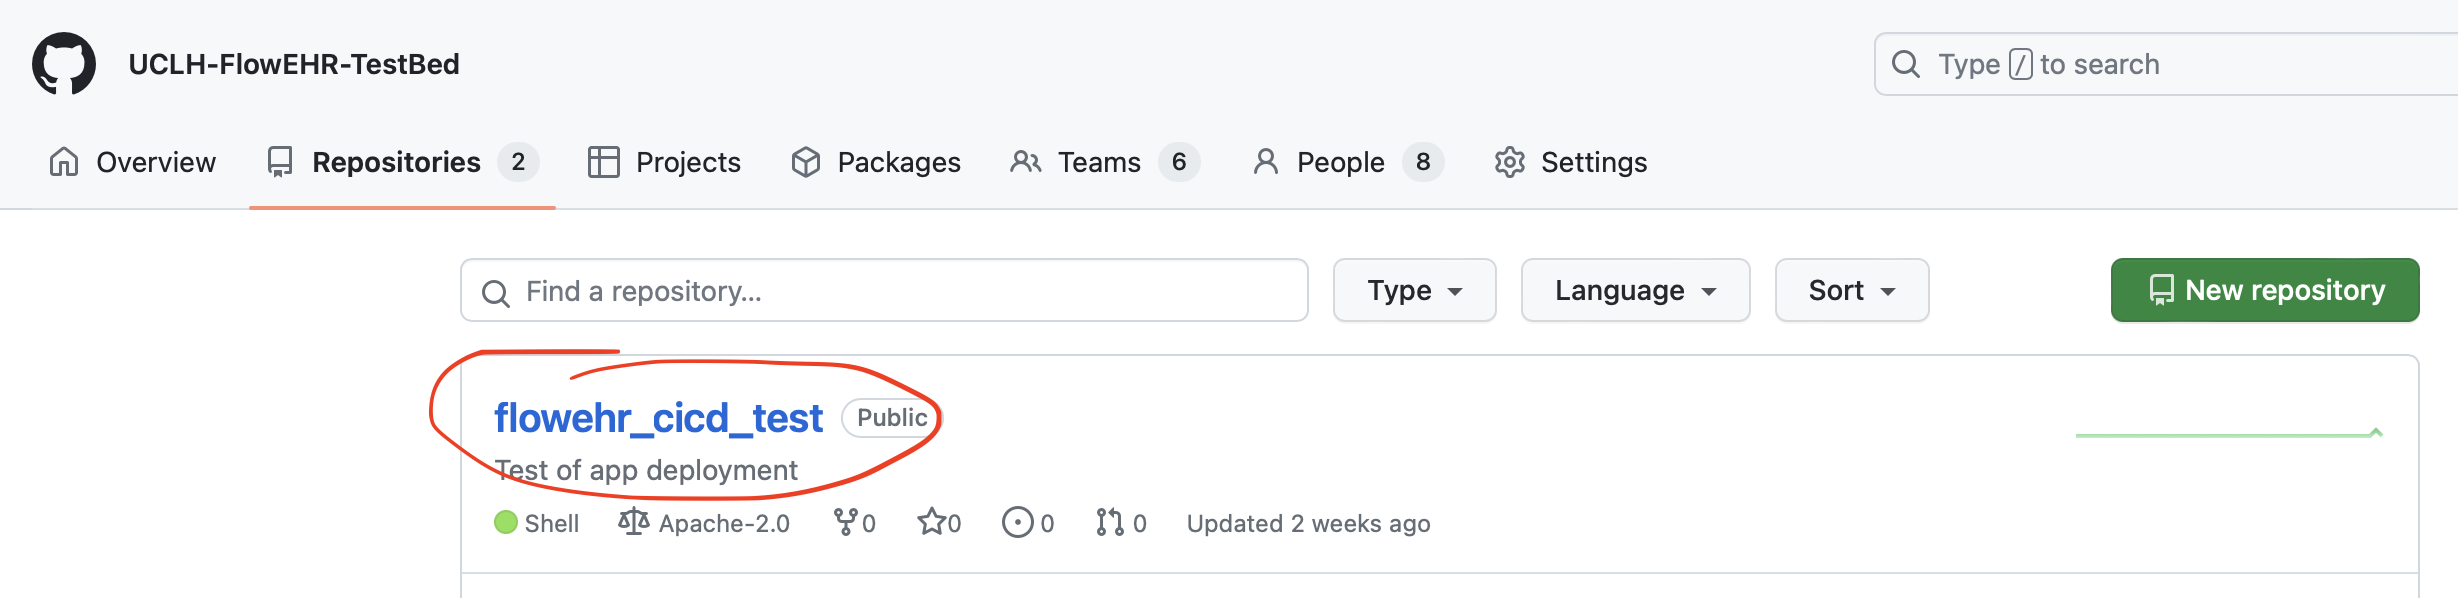 UCLH-FlowEHR-TestBed
Type / to search
Overview Repositories 2 Projects Packages Teams 6 People 8 Settings
Find a repository...
Type Language Sort New repository
flowehr_cicd_test Public
Test of app deployment
Shell Apache-2.0 0 0 0 0 Updated 2 weeks ago